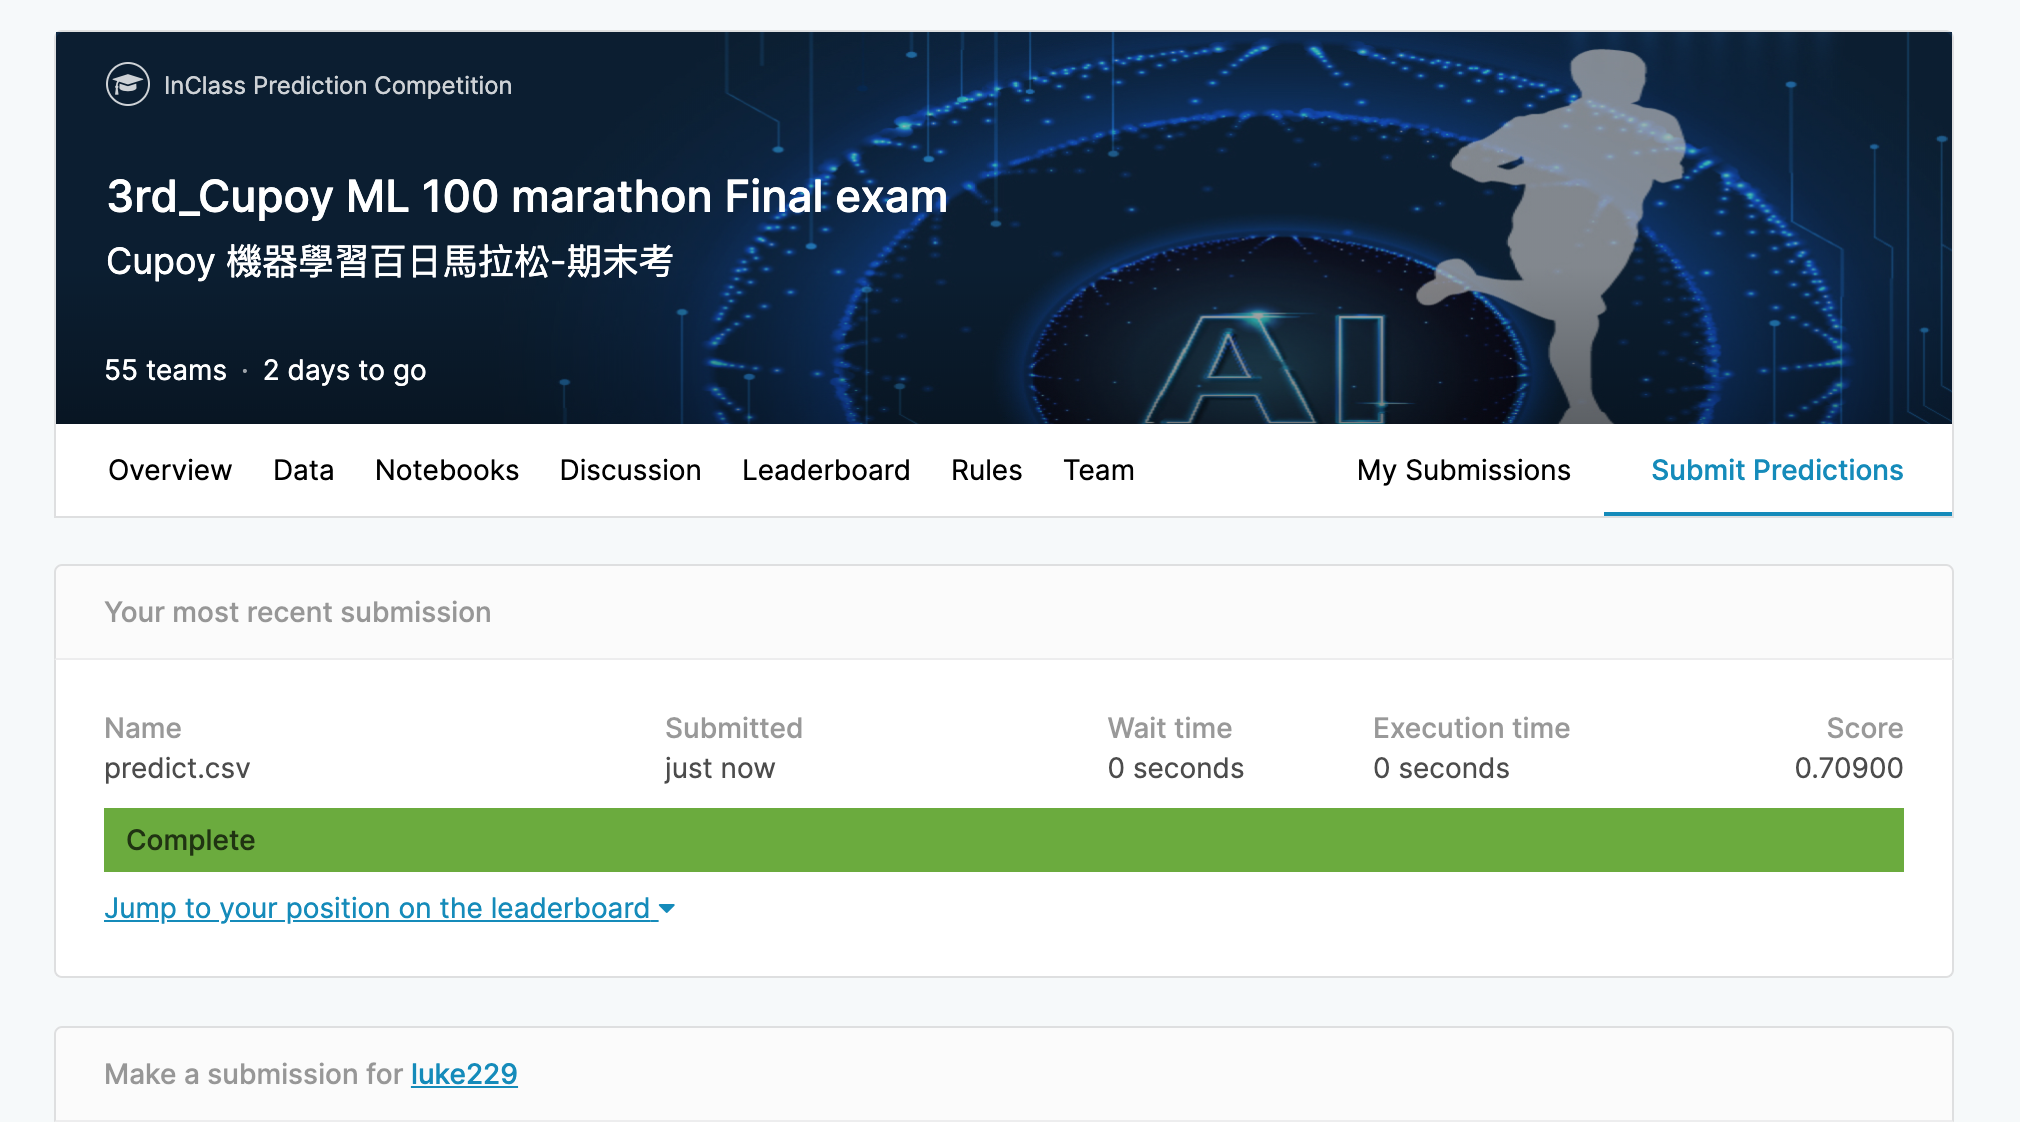 InClass Prediction Competition
3rd_Cupoy ML 100 marathon Final exam
Cupoy 機器學習百日馬拉松-期末考
55 teams · 2 days to go
AI
Overview Data Notebooks Discussion Leaderboard Rules Team My Submissions Submit Predictions
Your most recent submission
Name Submitted Wait time Execution time Score
predict.csv just now 0 seconds 0 seconds 0.70900
Complete
Jump to your position on the leaderboard
Make a submission for luke229